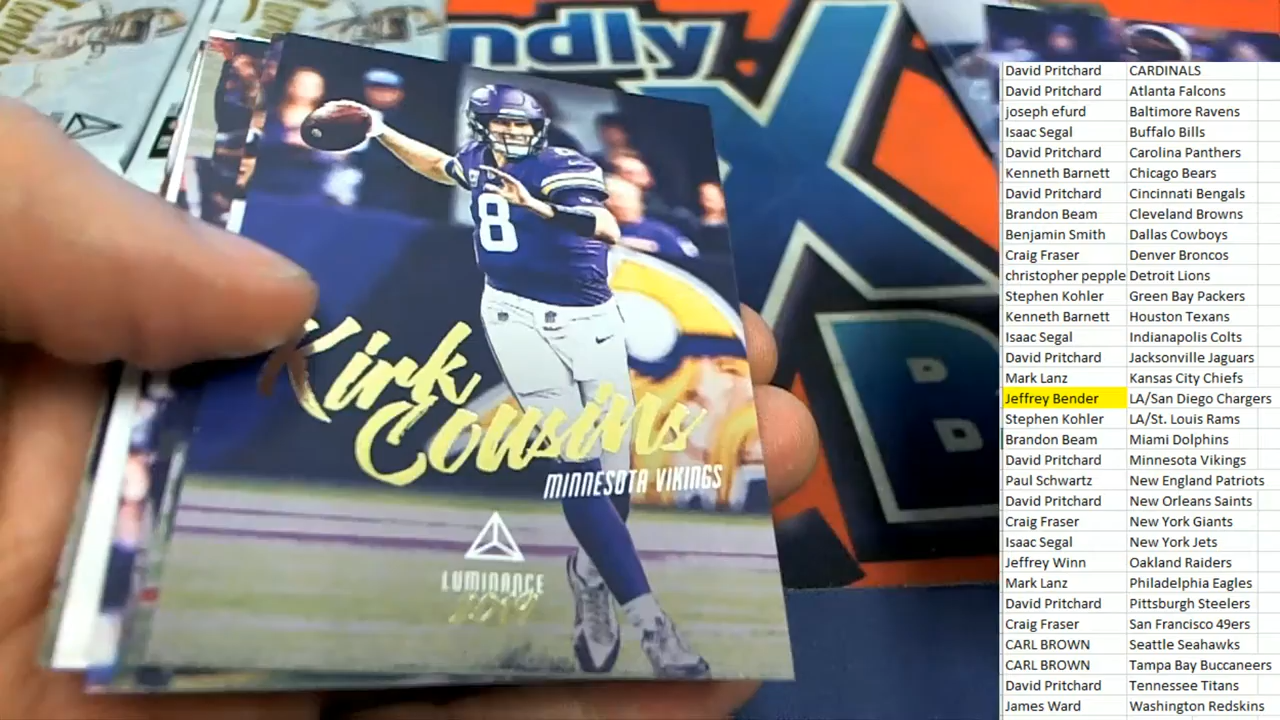 ndly
X
B
8
Kirk
Cousins
MINNESOTA VIKINGS
LUMINANCE
2019
David Pritchard CARDINALS
David Pritchard Atlanta Falcons
joseph efurd Baltimore Ravens
Isaac Segal Buffalo Bills
David Pritchard Carolina Panthers
Kenneth Barnett Chicago Bears
David Pritchard Cincinnati Bengals
Brandon Beam Cleveland Browns
Benjamin Smith Dallas Cowboys
Craig Fraser Denver Broncos
christopher pepple Detroit Lions
Stephen Kohler Green Bay Packers
Kenneth Barnett Houston Texans
Isaac Segal Indianapolis Colts
David Pritchard Jacksonville Jaguars
Mark Lanz Kansas City Chiefs
Jeffrey Bender LA/San Diego Chargers
Stephen Kohler LA/St. Louis Rams
Brandon Beam Miami Dolphins
David Pritchard Minnesota Vikings
Paul Schwartz New England Patriots
David Pritchard New Orleans Saints
Craig Fraser New York Giants
Isaac Segal New York Jets
Jeffrey Winn Oakland Raiders
Mark Lanz Philadelphia Eagles
David Pritchard Pittsburgh Steelers
Craig Fraser San Francisco 49ers
CARL BROWN Seattle Seahawks
CARL BROWN Tampa Bay Buccaneers
David Pritchard Tennessee Titans
James Ward Washington Redskins